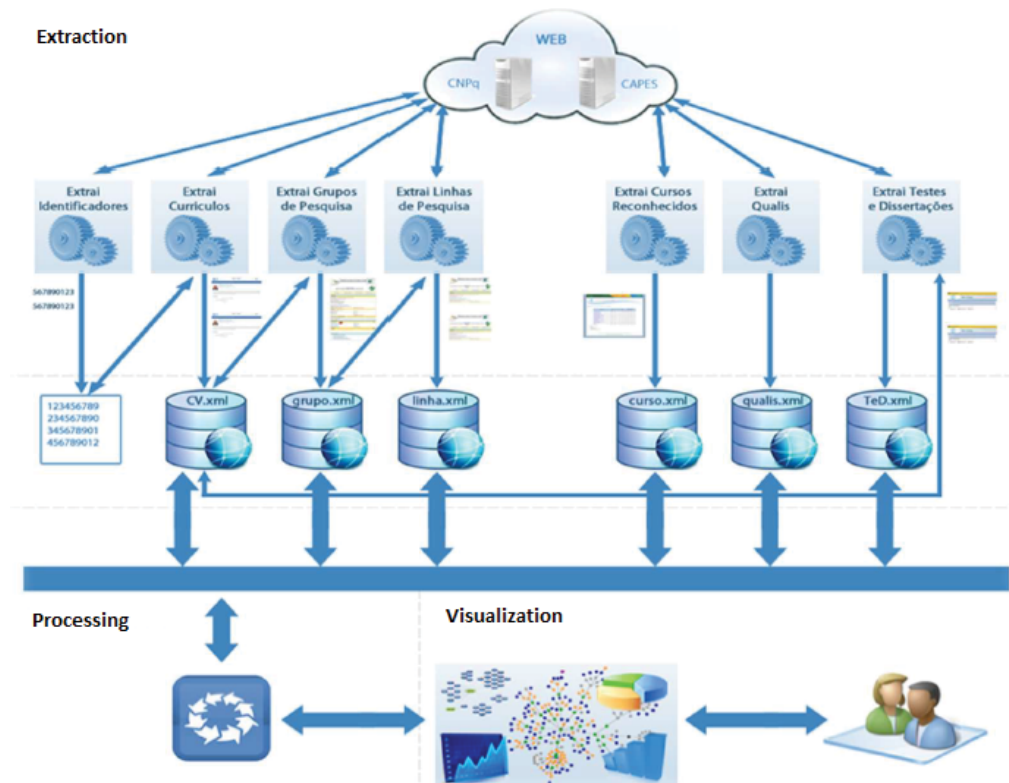 Extraction
WEB
CNPq
CAPES
Extrai
Identificadores
Extrai
Currículos
Extrai Grupos
de Pesquisa
Extrai Linhas
de Pesquisa
Extrai Cursos
Reconhecidos
Extrai
Qualis
Extrai Testes
e Dissertações
567890123
567890123
123456789
234567890
345678901
456789012
CV.xml
grupo.xml
linha.xml
curso.xml
qualis.xml
TeD.xml
Processing
Visualization